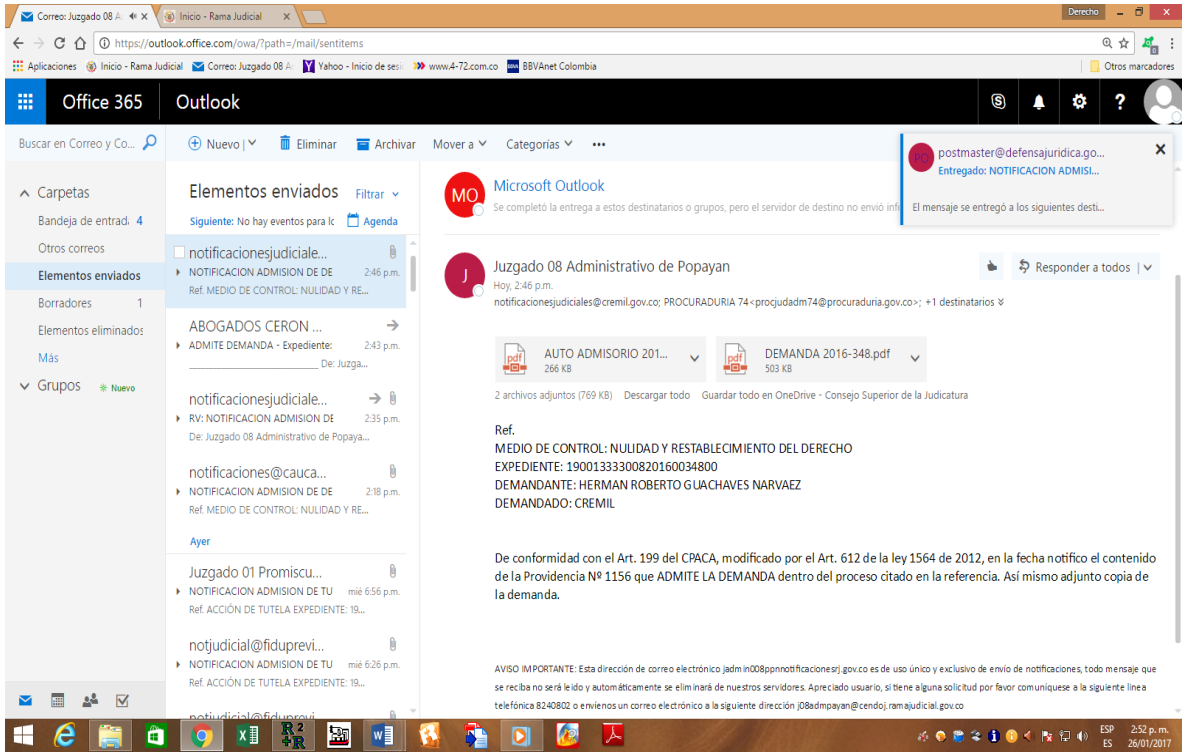 Correo: Juzgado 08 A
Inicio - Rama Judicial
Derecho
https://outlook.office.com/owa/?path=/mail/sentitems
Aplicaciones
Inicio - Rama Judicial
Correo: Juzgado 08 A
Yahoo - Inicio de sesi
www.4-72.com.co
BBVA
BBVANet Colombia
Otros marcadores
Office 365
Outlook
Buscar en Correo y Co...
Nuevo |
Eliminar
Archivar
Mover a
Categorías
...
PO
postmaster@defensajuridica.go...
Entregado: NOTIFICACION ADMISI...
El mensaje se entregó a los siguientes desti...
Carpetas
Bandeja de entrada 4
Otros correos
Elementos enviados
Borradores 1
Elementos eliminados
Más
Grupos Nuevo
Elementos enviados
Filtrar
Siguiente: No hay eventos para lo
Agenda
notificacionesjudiciale...
NOTIFICACION ADMISION DE DE 2:46 p.m.
Ref. MEDIO DE CONTROL: NULIDAD Y RE...
ABOGADOS CERON ...
ADMITE DEMANDA - Expediente: 2:43 p.m.
De: Juzga...
notificacionesjudiciale...
RV: NOTIFICACION ADMISION DE 2:35 p.m.
De: Juzgado 08 Administrativo de Popaya...
notificaciones@cauca...
NOTIFICACION ADMISION DE DE 2:18 p.m.
Ref. MEDIO DE CONTROL: NULIDAD Y RE...
Ayer
Juzgado 01 Promiscu...
NOTIFICACION ADMISION DE TU mié 6:56 p.m.
Ref. ACCIÓN DE TUTELA EXPEDIENTE: 19...
notjudicial@fiduprevi...
NOTIFICACION ADMISION DE TU mié 6:26 p.m.
Ref. ACCIÓN DE TUTELA EXPEDIENTE: 19...
notjudicial@fiduprevi
MO
Microsoft Outlook
Se completó la entrega a estos destinatarios o grupos, pero el servidor de destino no envió inf
J
Juzgado 08 Administrativo de Popayan
Hoy, 2:46 p.m.
Responder a todos |
notificacionesjudiciales@cremil.gov.co; PROCURADURIA 74 <procjudadm74@procuraduria.gov.co>; +1 destinatarios
pdf
AUTO ADMISORIO 201...
266 KB
pdf
DEMANDA 2016-348.pdf
503 KB
2 archivos adjuntos (769 KB) Descargar todo Guardar todo en OneDrive - Consejo Superior de la Judicatura
Ref.
MEDIO DE CONTROL: NULIDAD Y RESTABLECIMIENTO DEL DERECHO
EXPEDIENTE: 19001333300820160034800
DEMANDANTE: HERMAN ROBERTO GUACHAVES NARVAEZ
DEMANDADO: CREMIL
De conformidad con el Art. 199 del CPACA, modificado por el Art. 612 de la ley 1564 de 2012, en la fecha notifico el contenido
de la Providencia Nº 1156 que ADMITE LA DEMANDA dentro del proceso citado en la referencia. Así mismo adjunto copia de
la demanda.
AVISO IMPORTANTE: Esta dirección de correo electrónico jadmin008ppnnotificacionesrj.gov.co es de uso único y exclusivo de envío de notificaciones, todo mensaje que
se reciba no será leido y automáticamente se eliminará de nuestros servidores. Apreciado usuario, si tiene alguna solicitud por favor comuníquese a la siguiente línea
telefónica 8240802 o envíenos un correo electrónico a la siguiente dirección j08admpayan@cendoj.ramajudicial.gov.co
ESP
ES
2:52 p. m.
26/01/2017